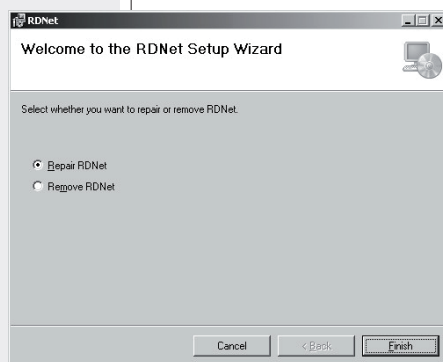 RDNet
Welcome to the RDNet Setup Wizard
Select whether you want to repair or remove RDNet.
Repair RDNet
Remove RDNet
Cancel
< Back
Finish